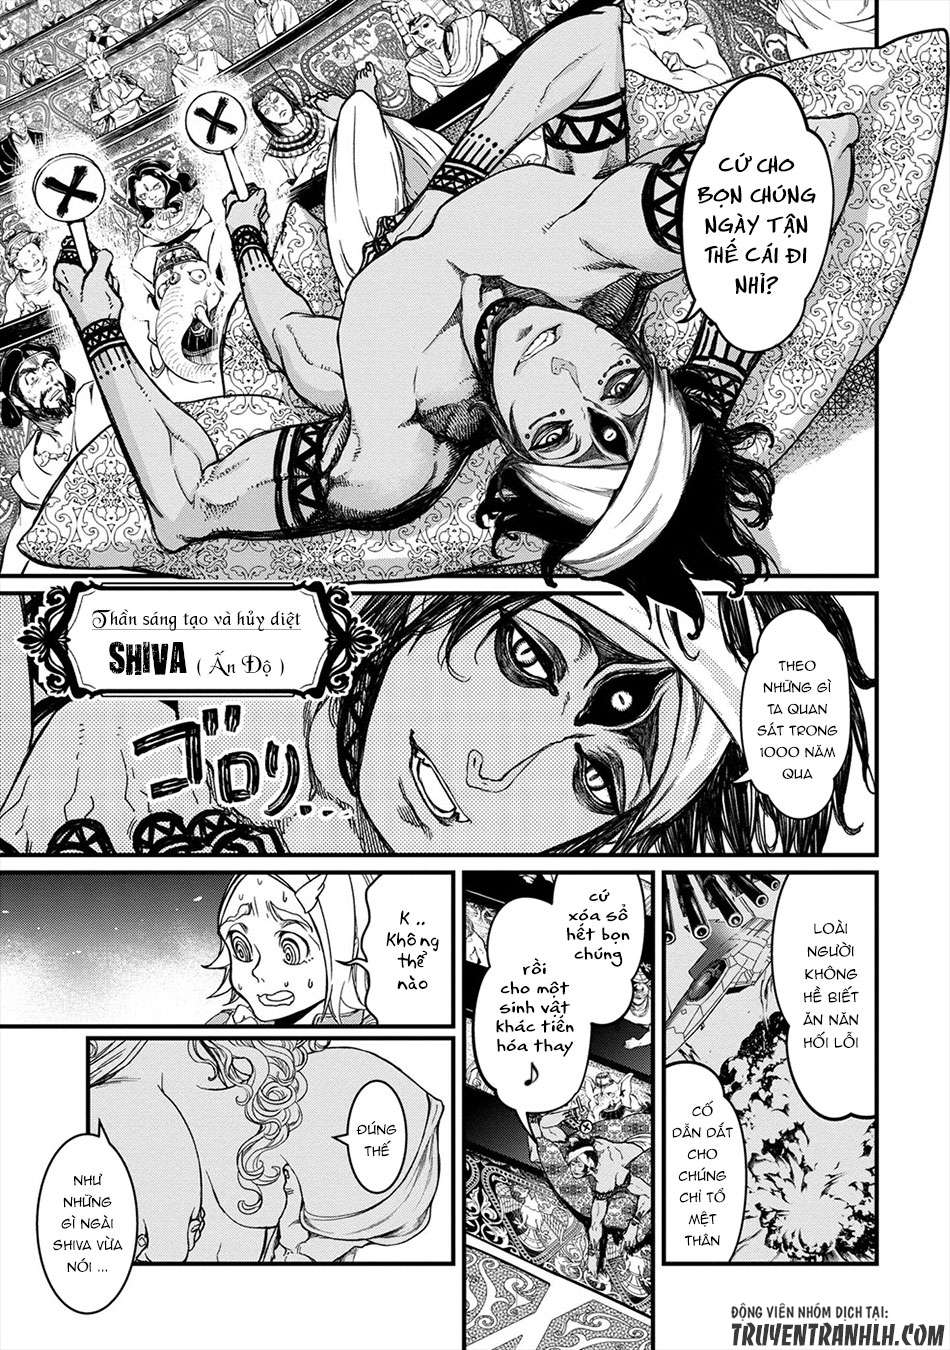 CỨ CHO
BỌN CHÚNG
NGÀY TẬN
THẾ CÁI ĐI
NHỈ?
Thần sáng tạo và hủy diệt
SHIVA ( Ấn Độ )
THEO
NHỮNG GÌ
TA QUAN
SÁT TRONG
1000 NĂM
QUA
ゴロリ...
LOÀI
NGƯỜI
KHÔNG
HỀ BIẾT
ĂN NĂN
HỐI LỖI
CỐ
DẪN DẮT
CHO
CHÚNG
CHỈ TỔ
MỆT
THÂN
cứ
xóa sổ
hết bọn
chúng
rồi
cho một
sinh vật
khác tiến
hóa thay
♪
K ..
Không
thể
nào
ĐÚNG
THẾ
NHƯ
NHỮNG
GÌ NGÀI
SHIVA VỪA
NÓI ...
ĐỘNG VIÊN NHÓM DỊCH TẠI:
TRUYENTRANHLH.COM